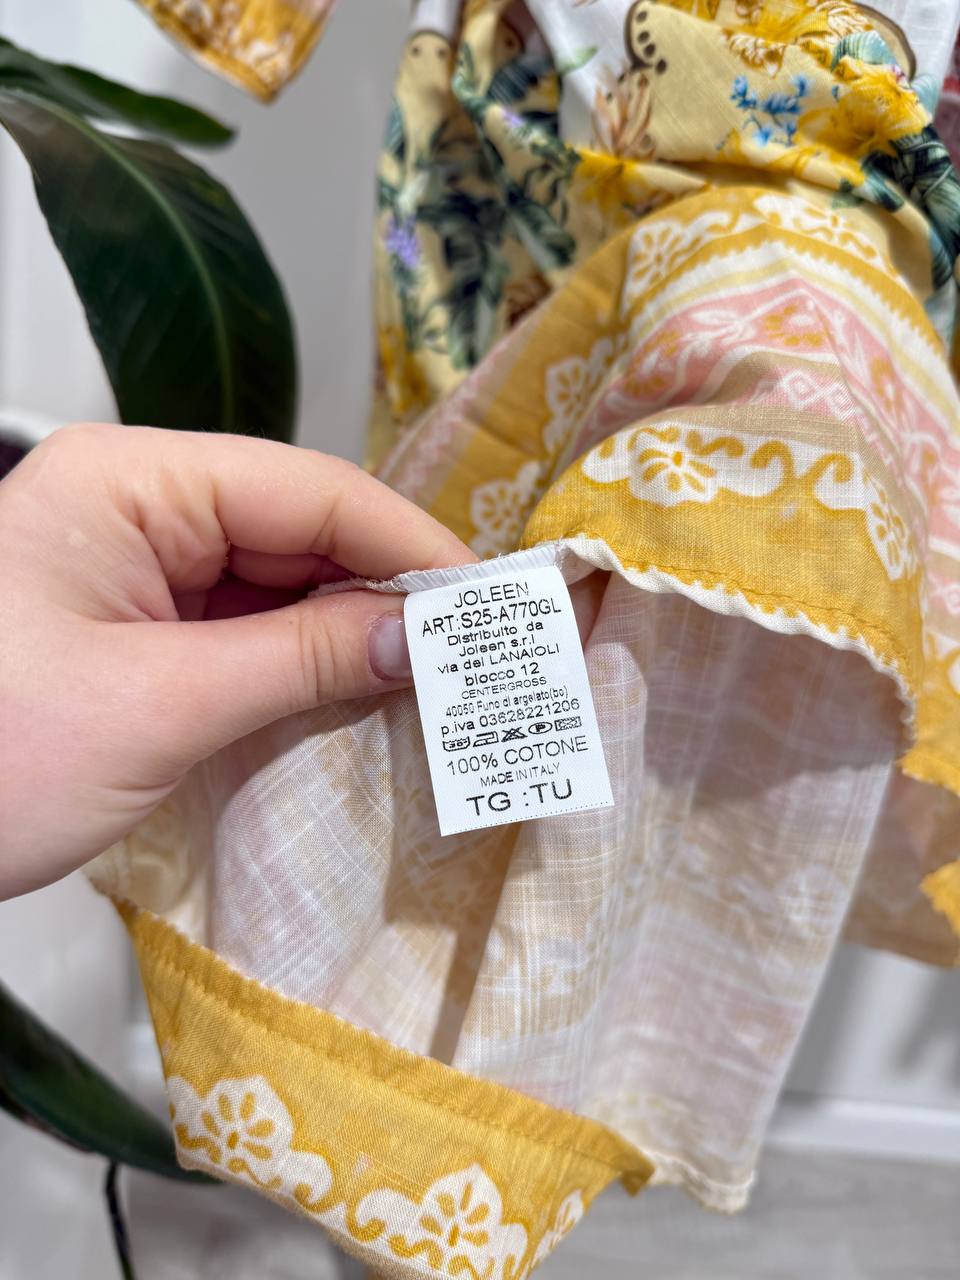 JOLEEN
ART:S25-A770GL
Distribuito da
Joleen s.r.l
via dei LANAIOLI
blocco 12
CENTERGROSS
40050 Funo di argelato(bo)
p.iva 03628221206
100% COTONE
MADE IN ITALY
TG :TU